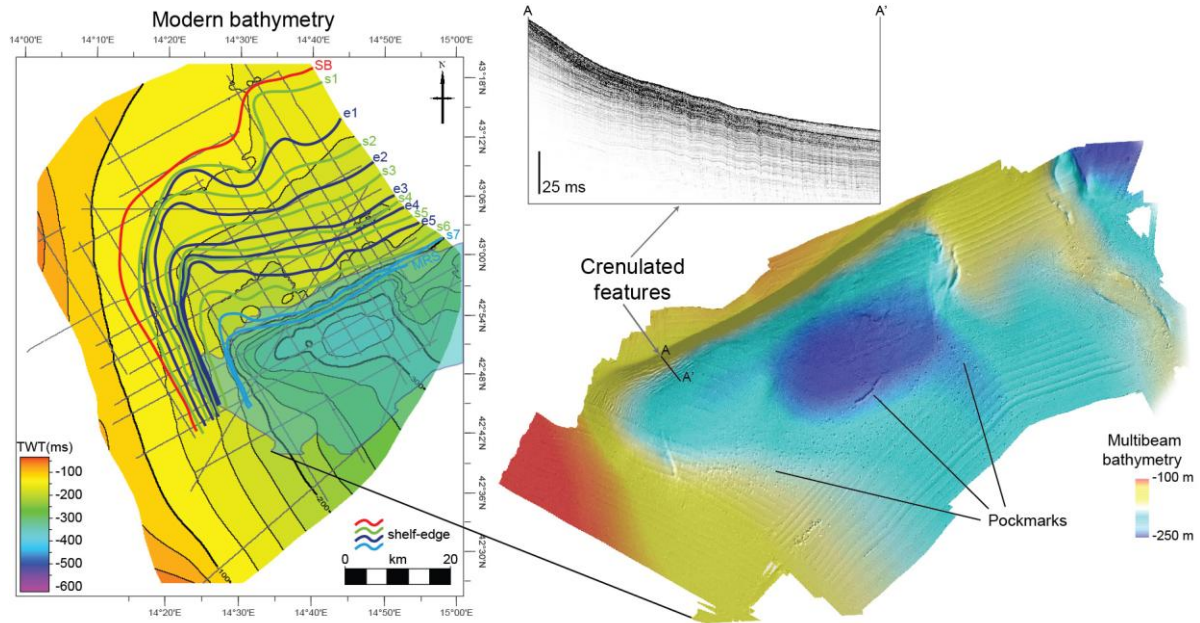 Modern bathymetry
14°00'E
14°10'E
14°20'E
14°30'E
14°40'E
14°50'E
15°00'E
SB
s1
e1
s2
e2
s3
e3
s4
e4
s5
e5
s6
s7
MRS
N
43°18'N
43°12'N
43°06'N
43°00'N
42°54'N
42°48'N
42°42'N
42°36'N
42°30'N
300
200
100
TWT(ms)
-100
-200
-300
-400
-500
-600
shelf-edge
0 km 20
14°20'E
14°30'E
14°40'E
14°50'E
15°00'E
A
A'
25 ms
Crenulated
features
A
A'
Pockmarks
Multibeam
bathymetry
-100 m
-250 m